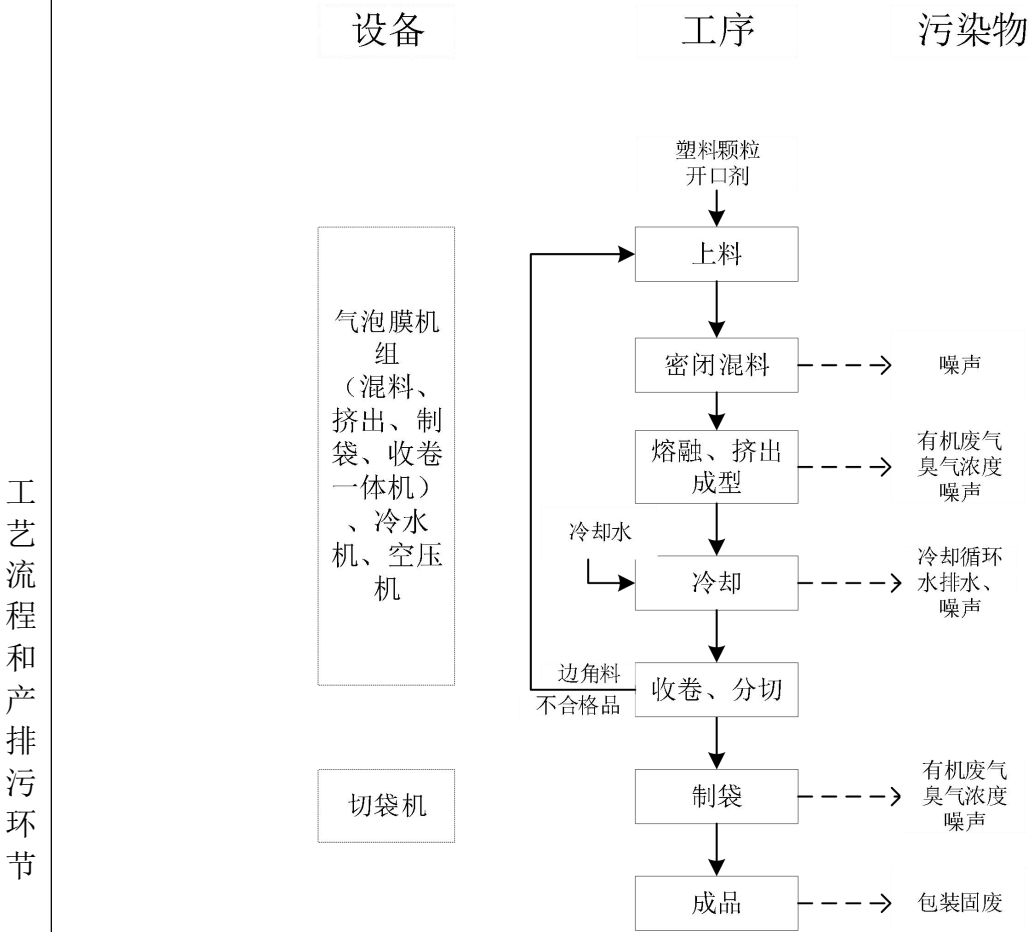 设备
工序
污染物
塑料颗粒
开口剂
上料
气泡膜机
组
（混料、
挤出、制
袋、收卷
一体机）
、冷水
机、空压
机
密闭混料
噪声
熔融、挤出
成型
有机废气
臭气浓度
噪声
冷却水
冷却
冷却循环
水排水、
噪声
边角料
不合格品
收卷、分切
切袋机
制袋
有机废气
臭气浓度
噪声
成品
包装固废
工
艺
流
程
和
产
排
污
环
节